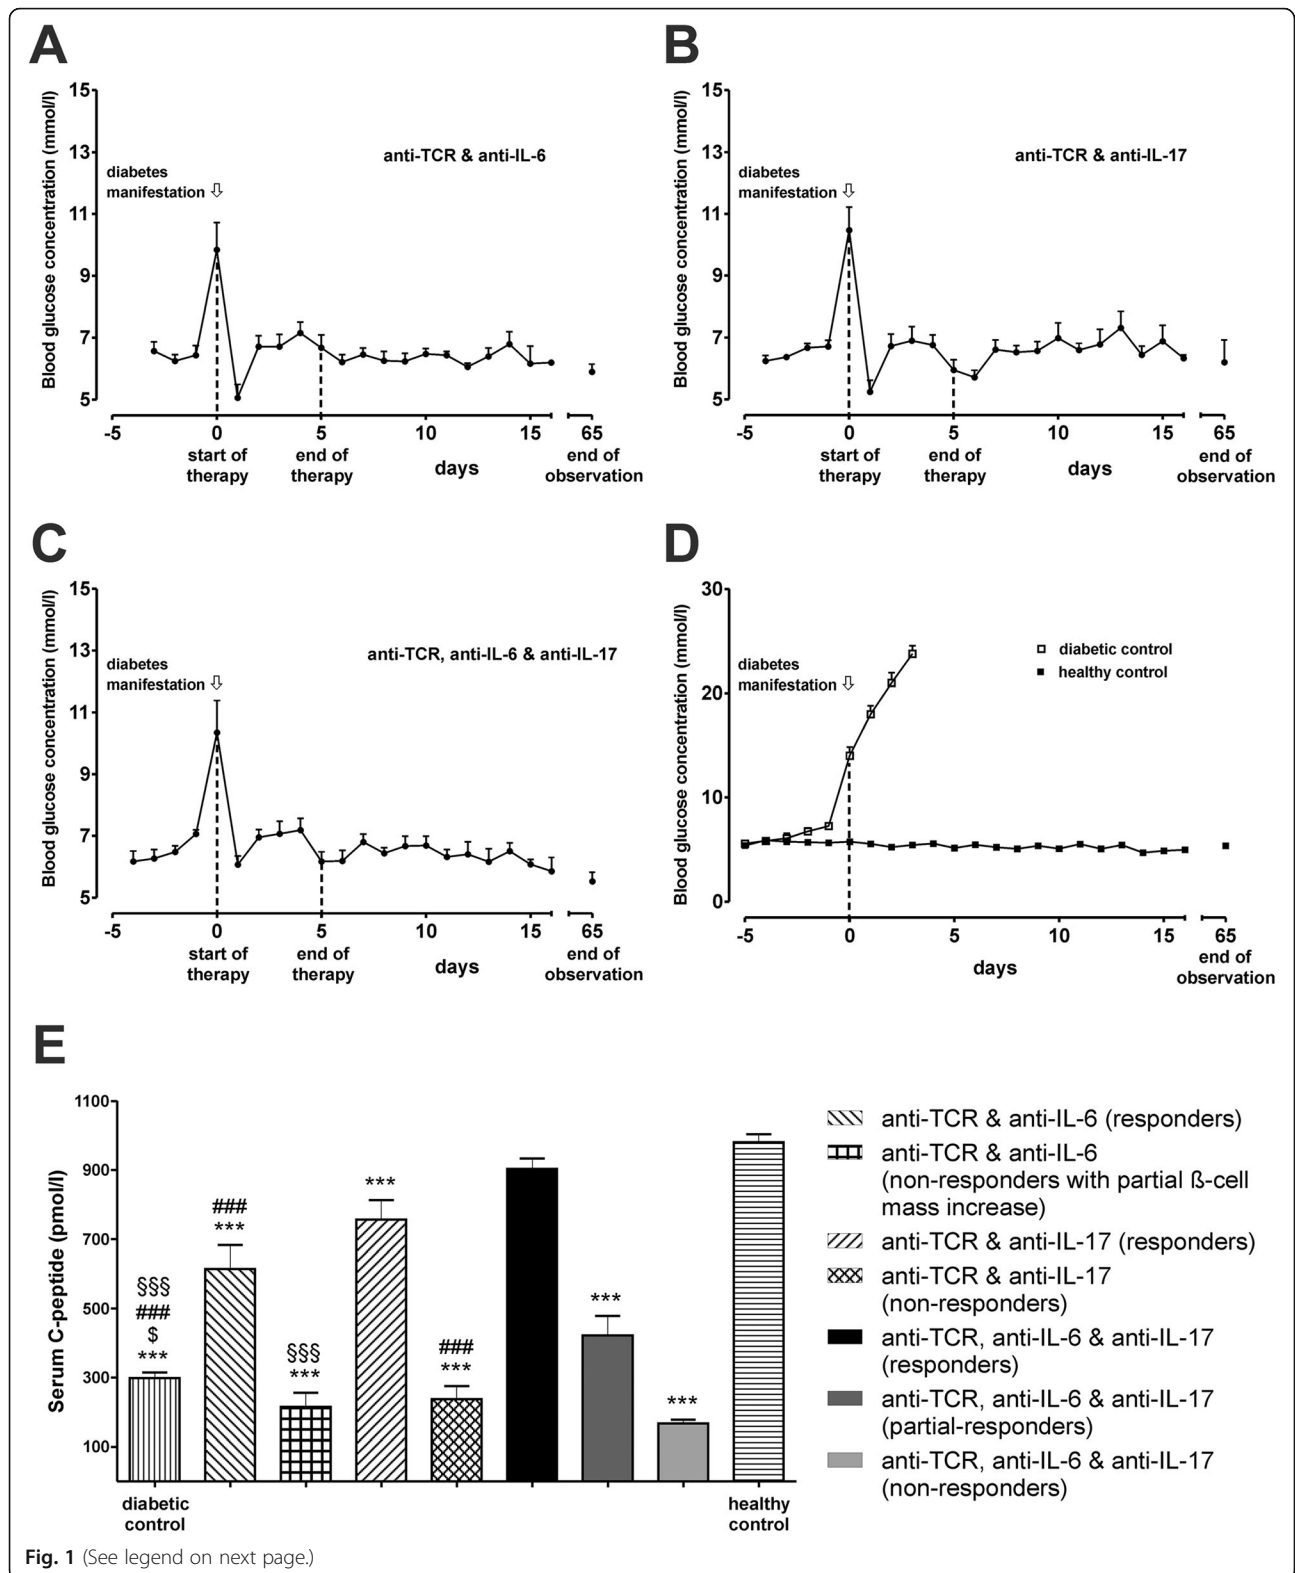 A
Blood glucose concentration (mmol/l)
15
13
11
9
7
5
anti-TCR & anti-IL-6
diabetes
manifestation ⇩
-5 0 5 10 15 65
start of
therapy
end of
therapy
days
end of
observation
B
Blood glucose concentration (mmol/l)
15
13
11
9
7
5
anti-TCR & anti-IL-17
diabetes
manifestation ⇩
-5 0 5 10 15 65
start of
therapy
end of
therapy
days
end of
observation
C
Blood glucose concentration (mmol/l)
15
13
11
9
7
5
anti-TCR, anti-IL-6 & anti-IL-17
diabetes
manifestation ⇩
-5 0 5 10 15 65
start of
therapy
end of
therapy
days
end of
observation
D
Blood glucose concentration (mmol/l)
30
20
10
0
diabetic control
healthy control
diabetes
manifestation ⇩
-5 0 5 10 15 65
days
end of
observation
E
Serum C-peptide (pmol/l)
1100
900
700
500
300
100
§§§
###
$
***
###
***
§§§
***
***
###
***
***
***
diabetic
control
healthy
control
anti-TCR & anti-IL-6 (responders)
anti-TCR & anti-IL-6
(non-responders with partial ß-cell
mass increase)
anti-TCR & anti-IL-17 (responders)
anti-TCR & anti-IL-17
(non-responders)
anti-TCR, anti-IL-6 & anti-IL-17
(responders)
anti-TCR, anti-IL-6 & anti-IL-17
(partial-responders)
anti-TCR, anti-IL-6 & anti-IL-17
(non-responders)
Fig. 1 (See legend on next page.)